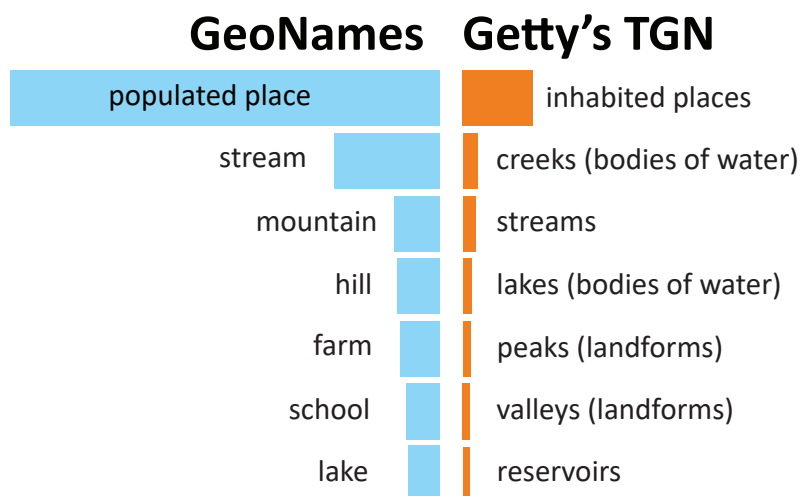 GeoNames Getty's TGN
populated place inhabited places
stream creeks (bodies of water)
mountain streams
hill lakes (bodies of water)
farm peaks (landforms)
school valleys (landforms)
lake reservoirs